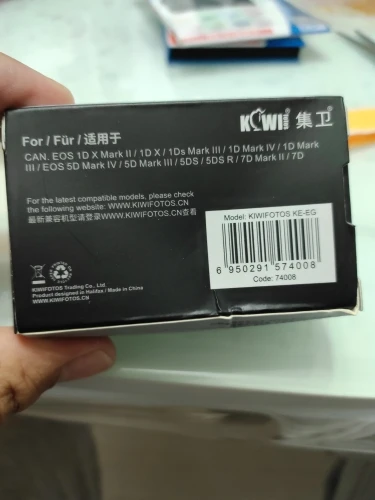 KIWI 集卫
For / Für / 适用于
CAN. EOS 1D X Mark II / 1D X / 1Ds Mark III / 1D Mark IV / 1D Mark
III / EOS 5D Mark IV / 5D Mark III / 5DS / 5DS R / 7D Mark II / 7D
For the latest compatible models, please check
the following website: WWW.KIWIFOTOS.CN
最新兼容机型请登录WWW.KIWIFOTOS.CN查看
Model: KIWIFOTOS KE-EG
6 950291 574008
Code: 74008
KIWIFOTOS Trading Co., Ltd.
Product designed in Halifax / Made in China
WWW.KIWIFOTOS.CN